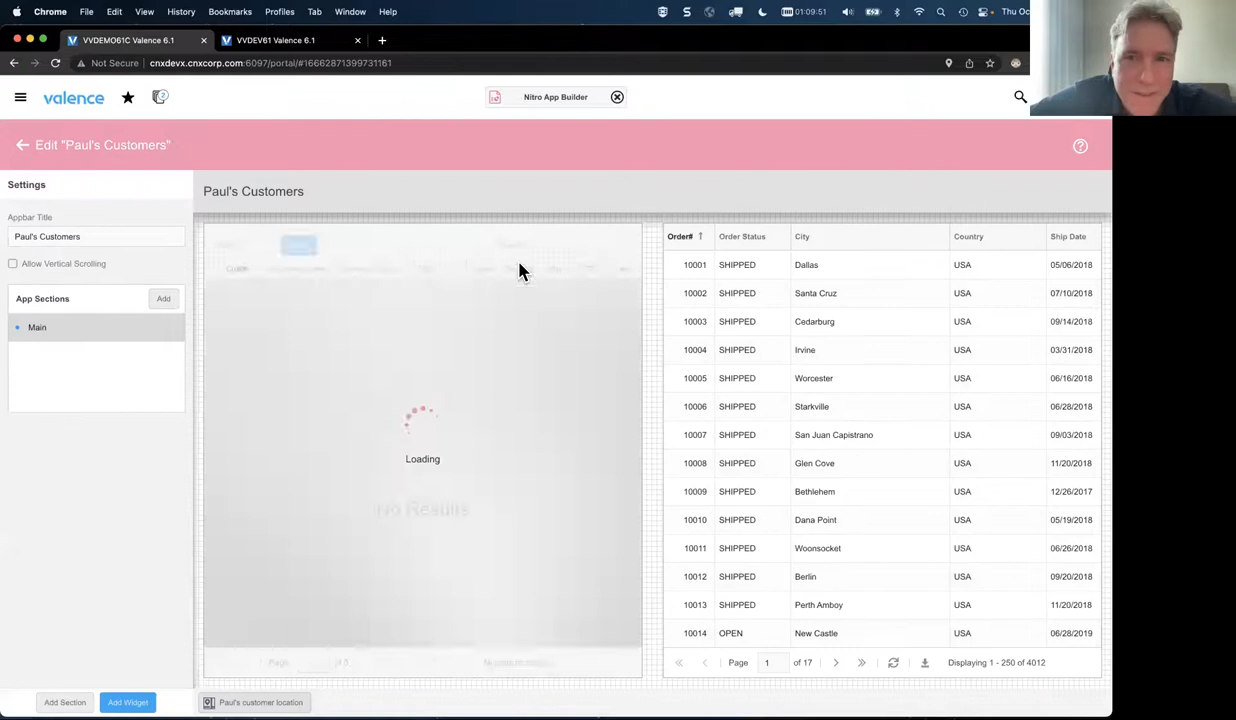 Chrome File Edit View History Bookmarks Profiles Tab Window Help 01:09:51 Thu Oc
VVDEMO61C Valence 6.1 VVDEV61 Valence 6.1
Not Secure cnxdevx.cnxcorp.com:6097/portal/#16662871399731161
valence 2 Nitro App Builder
Edit "Paul's Customers"
Settings Paul's Customers
Appbar Title
Paul's Customers
Allow Vertical Scrolling
App Sections Add
Main
Loading
No Results
Page of 5
Order# Order Status City Country Ship Date
10001 SHIPPED Dallas USA 05/06/2018
10002 SHIPPED Santa Cruz USA 07/10/2018
10003 SHIPPED Cedarburg USA 09/14/2018
10004 SHIPPED Irvine USA 03/31/2018
10005 SHIPPED Worcester USA 06/16/2018
10006 SHIPPED Starkville USA 06/28/2018
10007 SHIPPED San Juan Capistrano USA 09/03/2018
10008 SHIPPED Glen Cove USA 11/20/2018
10009 SHIPPED Bethlehem USA 12/26/2017
10010 SHIPPED Dana Point USA 05/19/2018
10011 SHIPPED Woonsocket USA 06/26/2018
10012 SHIPPED Berlin USA 09/20/2018
10013 SHIPPED Perth Amboy USA 11/20/2018
10014 OPEN New Castle USA 06/28/2019
Page 1 of 17 Displaying 1 - 250 of 4012
Add Section Add Widget Paul's customer location